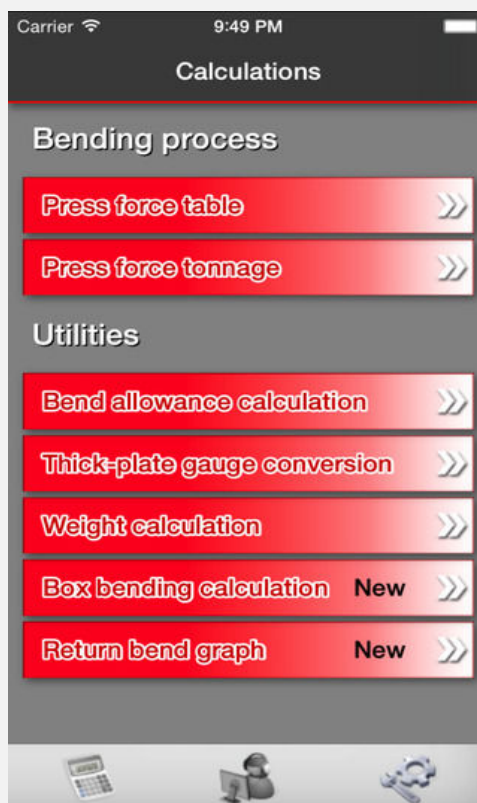 Carrier 9:49 PM
Calculations
Bending process
Press force table
Press force tonnage
Utilities
Bend allowance calculation
Thick-plate gauge conversion
Weight calculation
Box bending calculation New
Return bend graph New